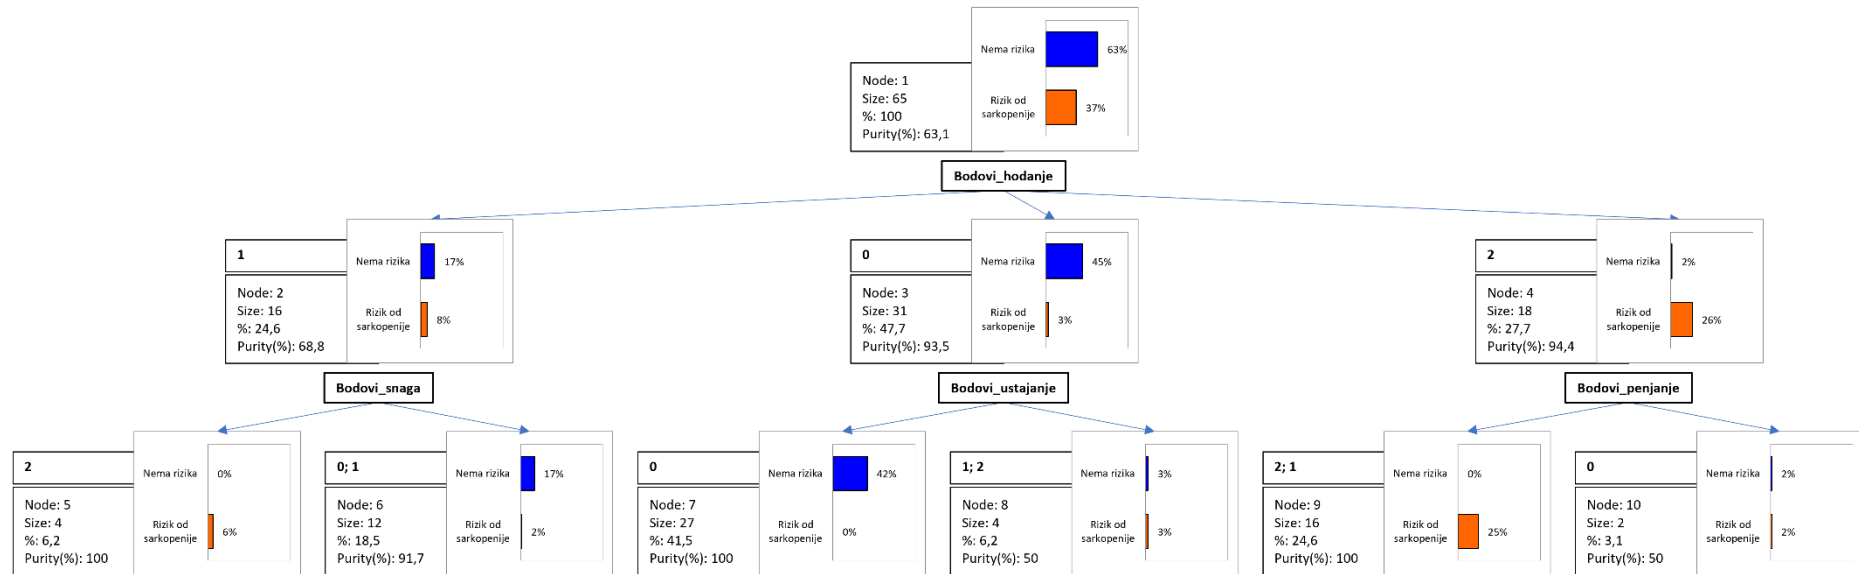 Nema rizika
63%
Rizik od
sarkopenije
37%
Node: 1
Size: 65
%: 100
Purity(%): 63,1
Bodovi_hodanje
1
Nema rizika
17%
Rizik od
sarkopenije
8%
Node: 2
Size: 16
%: 24,6
Purity(%): 68,8
0
Nema rizika
45%
Rizik od
sarkopenije
3%
Node: 3
Size: 31
%: 47,7
Purity(%): 93,5
2
Nema rizika
2%
Rizik od
sarkopenije
26%
Node: 4
Size: 18
%: 27,7
Purity(%): 94,4
Bodovi_snaga
Bodovi_ustajanje
Bodovi_penjanje
2
Nema rizika
0%
Rizik od
sarkopenije
6%
Node: 5
Size: 4
%: 6,2
Purity(%): 100
0; 1
Nema rizika
17%
Rizik od
sarkopenije
2%
Node: 6
Size: 12
%: 18,5
Purity(%): 91,7
0
Nema rizika
42%
Rizik od
sarkopenije
0%
Node: 7
Size: 27
%: 41,5
Purity(%): 100
1; 2
Nema rizika
3%
Rizik od
sarkopenije
3%
Node: 8
Size: 4
%: 6,2
Purity(%): 50
2; 1
Nema rizika
0%
Rizik od
sarkopenije
25%
Node: 9
Size: 16
%: 24,6
Purity(%): 100
0
Nema rizika
2%
Rizik od
sarkopenije
2%
Node: 10
Size: 2
%: 3,1
Purity(%): 50